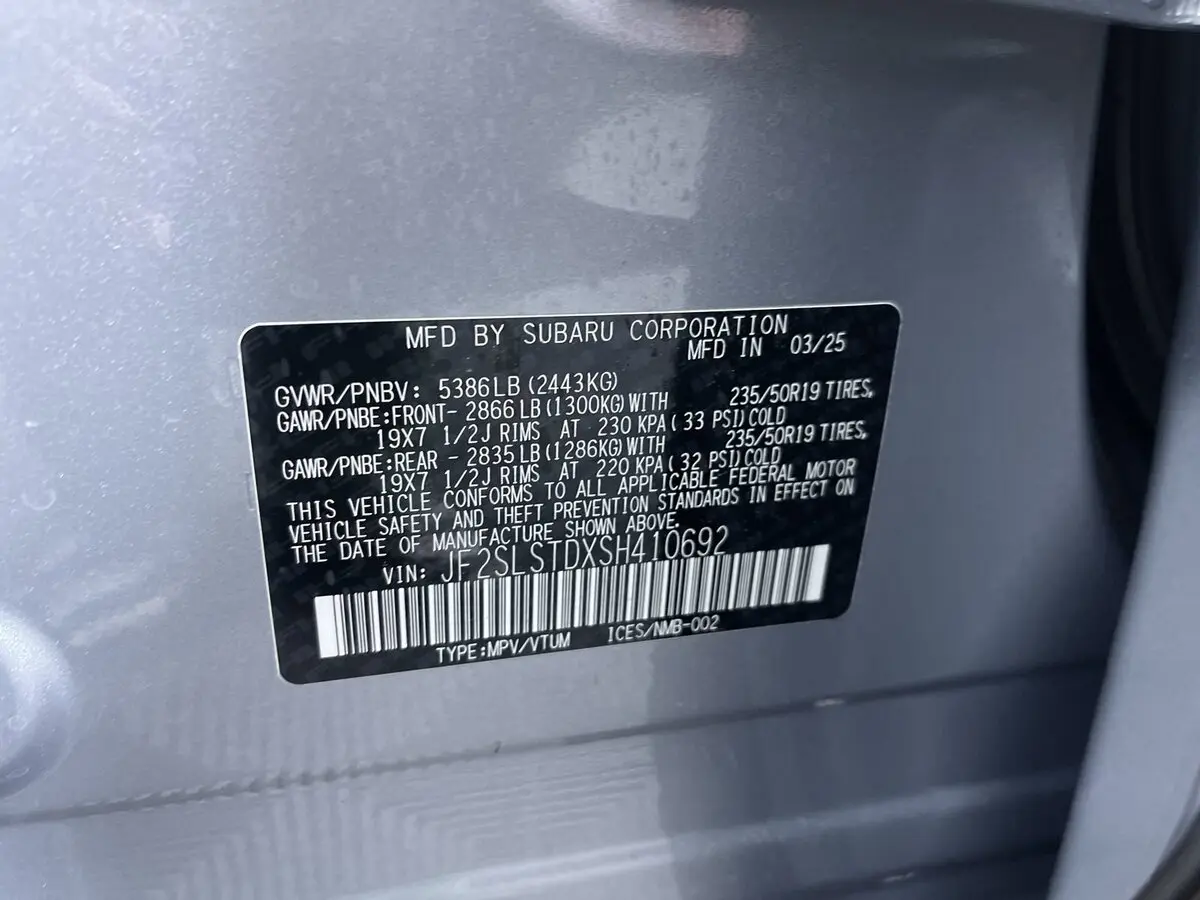 MFD BY SUBARU CORPORATION
MFD IN 03/25
GVWR/PNBV: 5386LB (2443KG)
GAWR/PNBE:FRONT- 2866LB (1300KG) WITH 235/50R19 TIRES,
19X7 1/2J RIMS AT 230 KPA( 33 PSI) COLD
GAWR/PNBE:REAR - 2835LB (1286KG) WITH 235/50R19 TIRES,
19X7 1/2J RIMS AT 220 KPA( 32 PSI) COLD
THIS VEHICLE CONFORMS TO ALL APPLICABLE FEDERAL MOTOR
VEHICLE SAFETY AND THEFT PREVENTION STANDARDS IN EFFECT ON
THE DATE OF MANUFACTURE SHOWN ABOVE.
VIN: JF2SLSTDXSH410692
TYPE:MPV/VTUM ICES/NMB-002